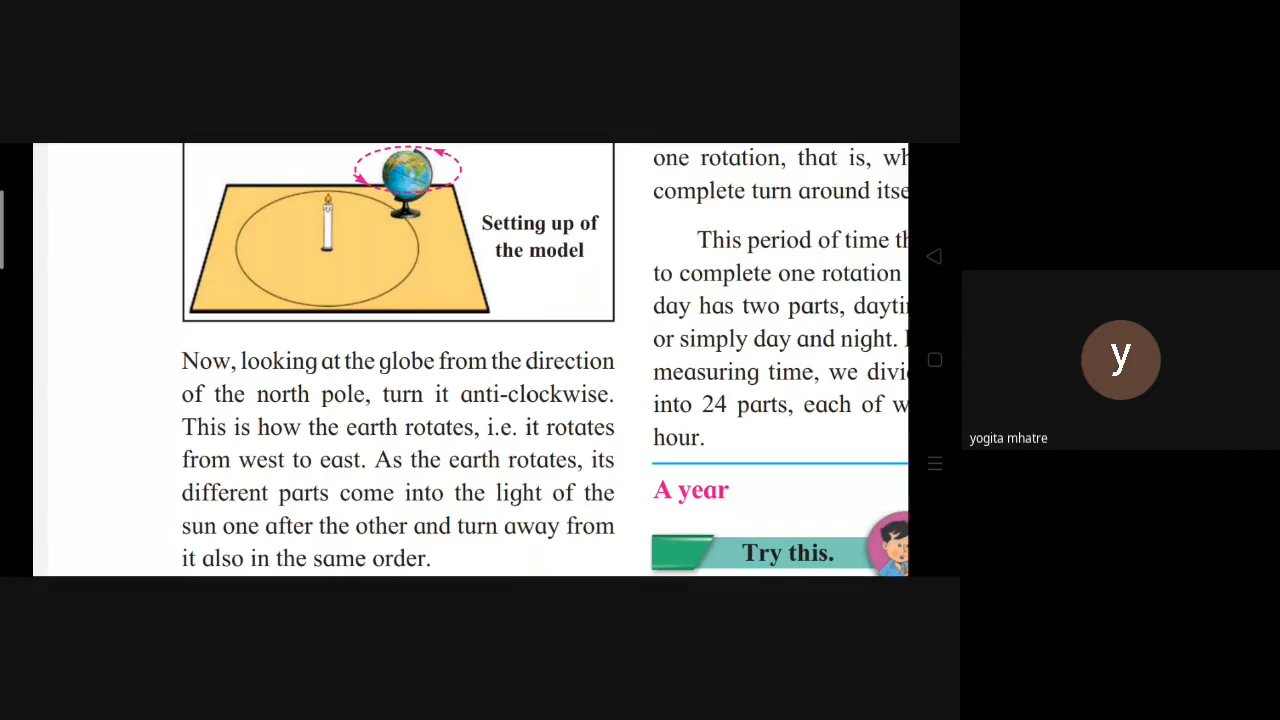 Setting up of
the model
Now, looking at the globe from the direction
of the north pole, turn it anti-clockwise.
This is how the earth rotates, i.e. it rotates
from west to east. As the earth rotates, its
different parts come into the light of the
sun one after the other and turn away from
it also in the same order.
one rotation, that is,
complete turn around
This period of time
to complete one rotation
day has two parts,
or simply day and night.
measuring time, we
into 24 parts, each of
hour.
A year
Try this.
y
yogita mhatre